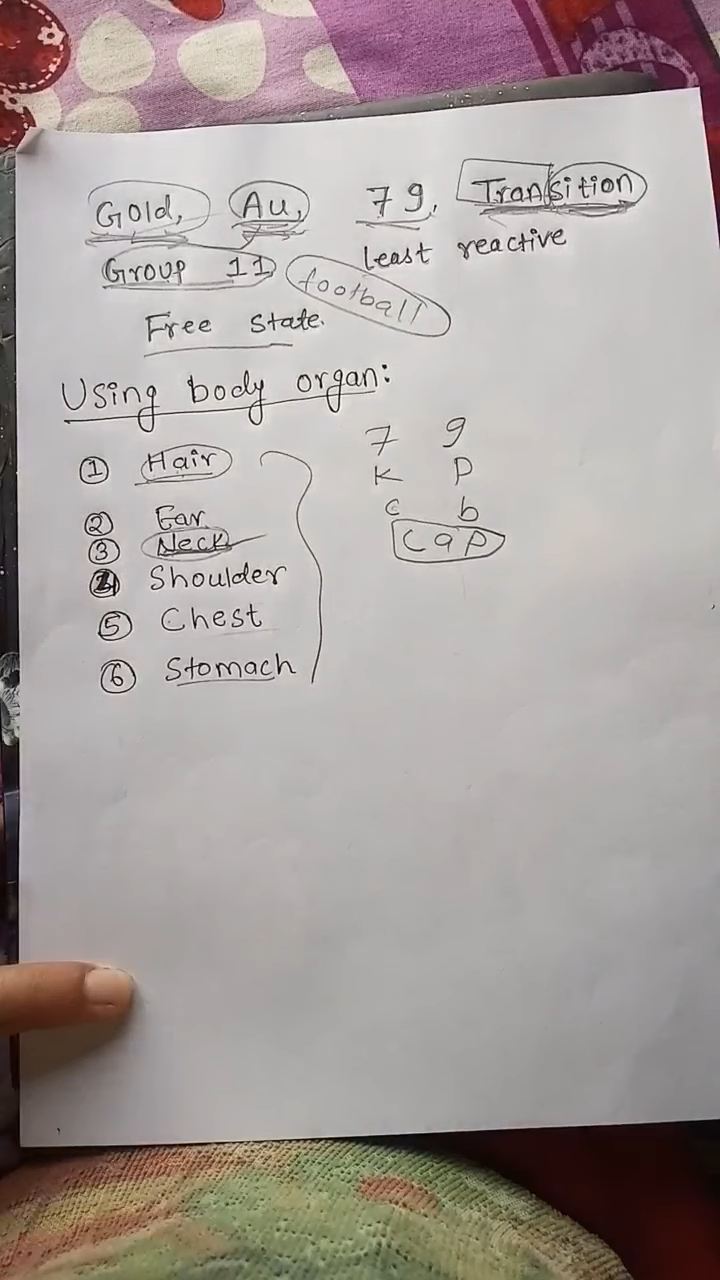 Gold, Au, 79, Transition
Group 11 least reactive
football
Free state.
Using body organ:
① Hair
② Ear
③ Neck
4 Shoulder
⑤ Chest
⑥ Stomach
7 9
K P
c b
cap